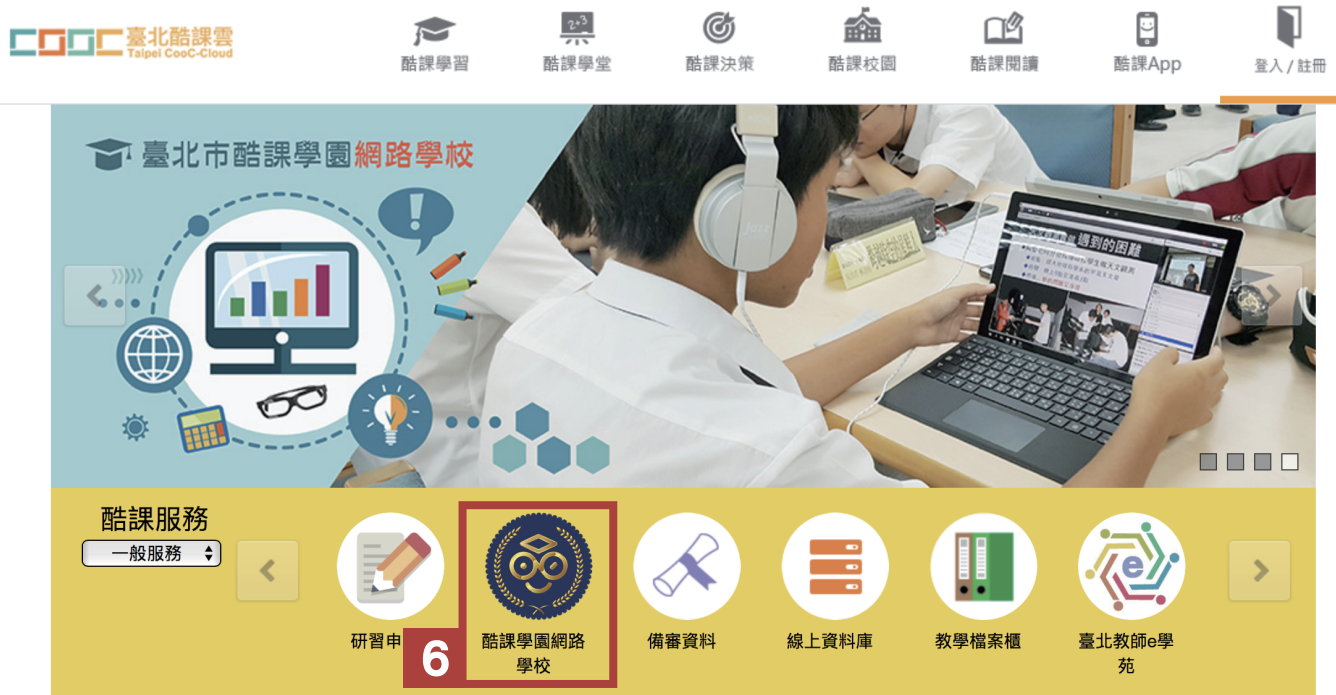 臺北酷課雲
Taipei CooC-Cloud
酷課學習
酷課學堂
酷課決策
酷課校園
酷課閱讀
酷課App
登入 / 註冊
臺北市酷課學園網路學校
遇到的困難
jazz
酷課服務
一般服務
研習申
6
酷課學園網路
學校
備審資料
線上資料庫
教學檔案櫃
臺北教師e學
苑
e